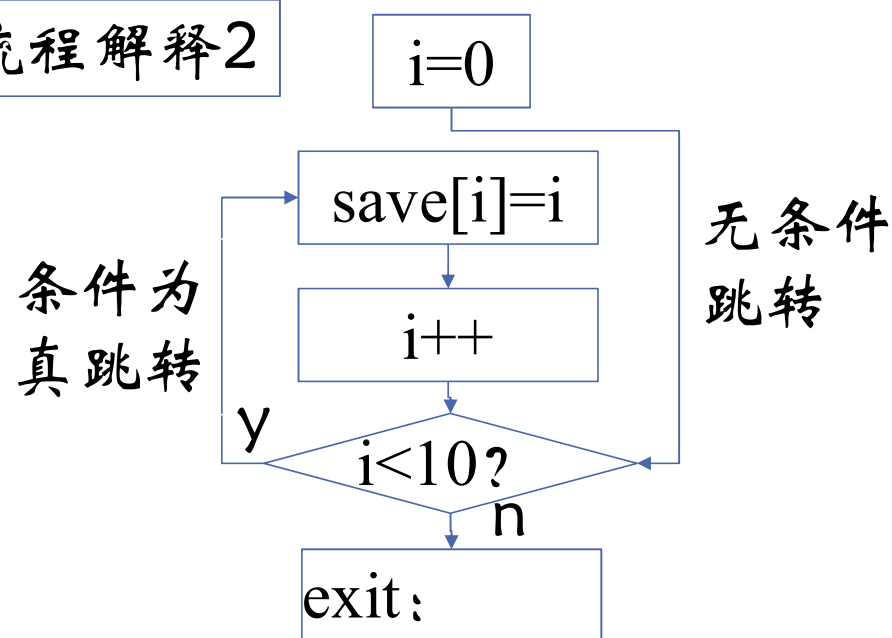 程解释2
i=0
save[i]=i
无条件
跳转
条件为
真跳转
i++
y
i<10?
n
exit: